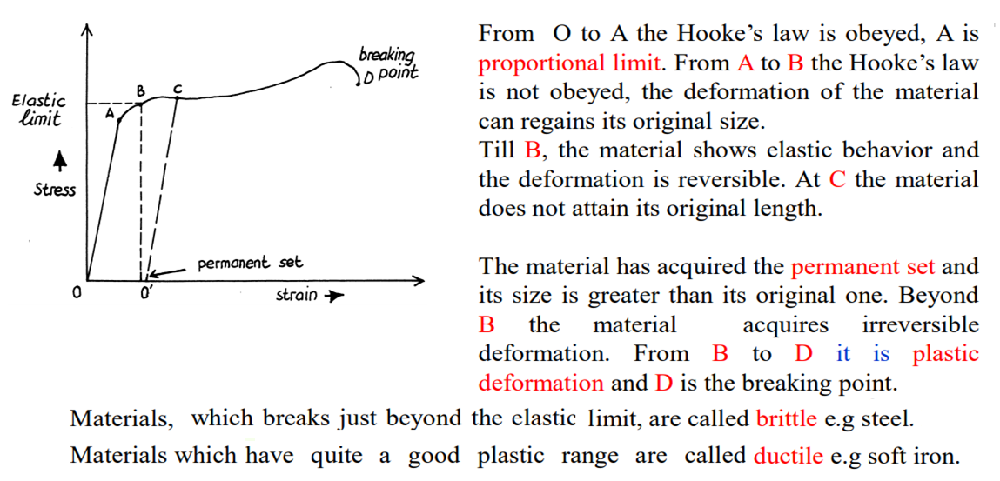 breaking
point
D
Elastic
limit
A
B
C
Stress
permanent set
O
O'
strain
From O to A the Hooke's law is obeyed, A is
proportional limit. From A to B the Hooke's law
is not obeyed, the deformation of the material
can regains its original size.
Till B, the material shows elastic behavior and
the deformation is reversible. At C the material
does not attain its original length.
The material has acquired the permanent set and
its size is greater than its original one. Beyond
B the material acquires irreversible
deformation. From B to D it is plastic
deformation and D is the breaking point.
Materials, which breaks just beyond the elastic limit, are called brittle e.g steel.
Materials which have quite a good plastic range are called ductile e.g soft iron.